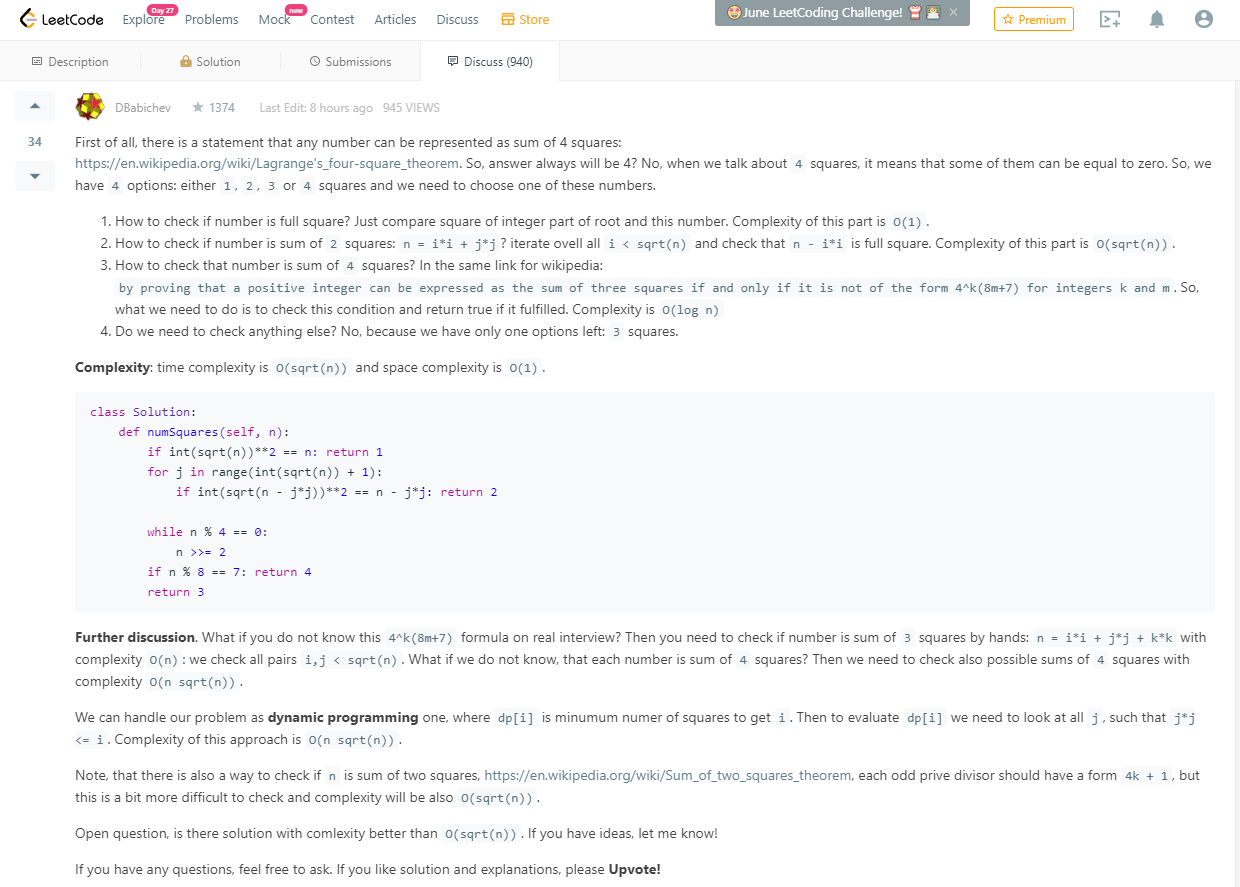 LeetCode Explore Day 27 Problems Mock new Contest Articles Discuss Store 🤩June LeetCoding Challenge! 👨‍💻 × Premium
Description Solution Submissions Discuss (940)
DBabichev ★ 1374 Last Edit: 8 hours ago 945 VIEWS
34
First of all, there is a statement that any number can be represented as sum of 4 squares:
https://en.wikipedia.org/wiki/Lagrange's_four-square_theorem. So, answer always will be 4? No, when we talk about 4 squares, it means that some of them can be equal to zero. So, we
have 4 options: either 1, 2, 3 or 4 squares and we need to choose one of these numbers.
1. How to check if number is full square? Just compare square of integer part of root and this number. Complexity of this part is O(1).
2. How to check if number is sum of 2 squares: n = i*i + j*j? iterate ovell all i < sqrt(n) and check that n - i*i is full square. Complexity of this part is O(sqrt(n)).
3. How to check that number is sum of 4 squares? In the same link for wikipedia:
by proving that a positive integer can be expressed as the sum of three squares if and only if it is not of the form 4^k(8m+7) for integers k and m. So,
what we need to do is to check this condition and return true if it fulfilled. Complexity is O(log n)
4. Do we need to check anything else? No, because we have only one options left: 3 squares.
Complexity: time complexity is O(sqrt(n)) and space complexity is O(1).
class Solution:
def numSquares(self, n):
if int(sqrt(n))**2 == n: return 1
for j in range(int(sqrt(n)) + 1):
if int(sqrt(n - j*j))**2 == n - j*j: return 2
while n % 4 == 0:
n >>= 2
if n % 8 == 7: return 4
return 3
Further discussion. What if you do not know this 4^k(8m+7) formula on real interview? Then you need to check if number is sum of 3 squares by hands: n = i*i + j*j + k*k with
complexity O(n): we check all pairs i,j < sqrt(n). What if we do not know, that each number is sum of 4 squares? Then we need to check also possible sums of 4 squares with
complexity O(n sqrt(n)).
We can handle our problem as dynamic programming one, where dp[i] is minumum numer of squares to get i. Then to evaluate dp[i] we need to look at all j, such that j*j
<= i. Complexity of this approach is O(n sqrt(n)).
Note, that there is also a way to check if n is sum of two squares, https://en.wikipedia.org/wiki/Sum_of_two_squares_theorem, each odd prive divisor should have a form 4k + 1, but
this is a bit more difficult to check and complexity will be also O(sqrt(n)).
Open question, is there solution with comlexity better than O(sqrt(n)). If you have ideas, let me know!
If you have any questions, feel free to ask. If you like solution and explanations, please Upvote!